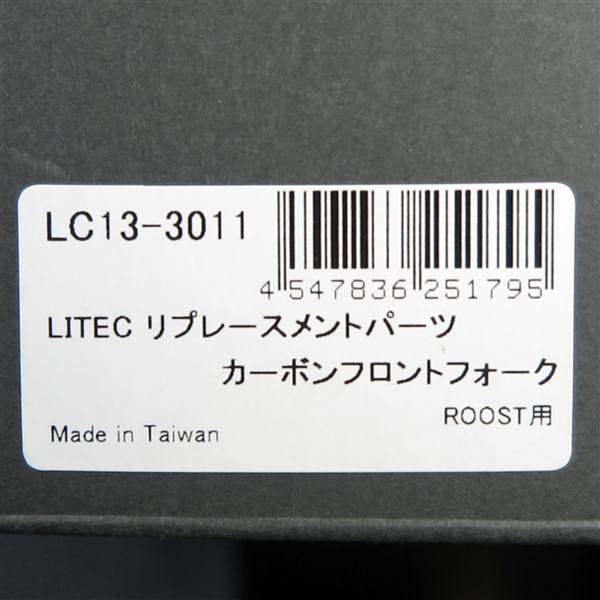 LC13-3011
4 547836 251795
LITEC リプレースメントパーツ
カーボンフロントフォーク
ROOST用
Made in Taiwan